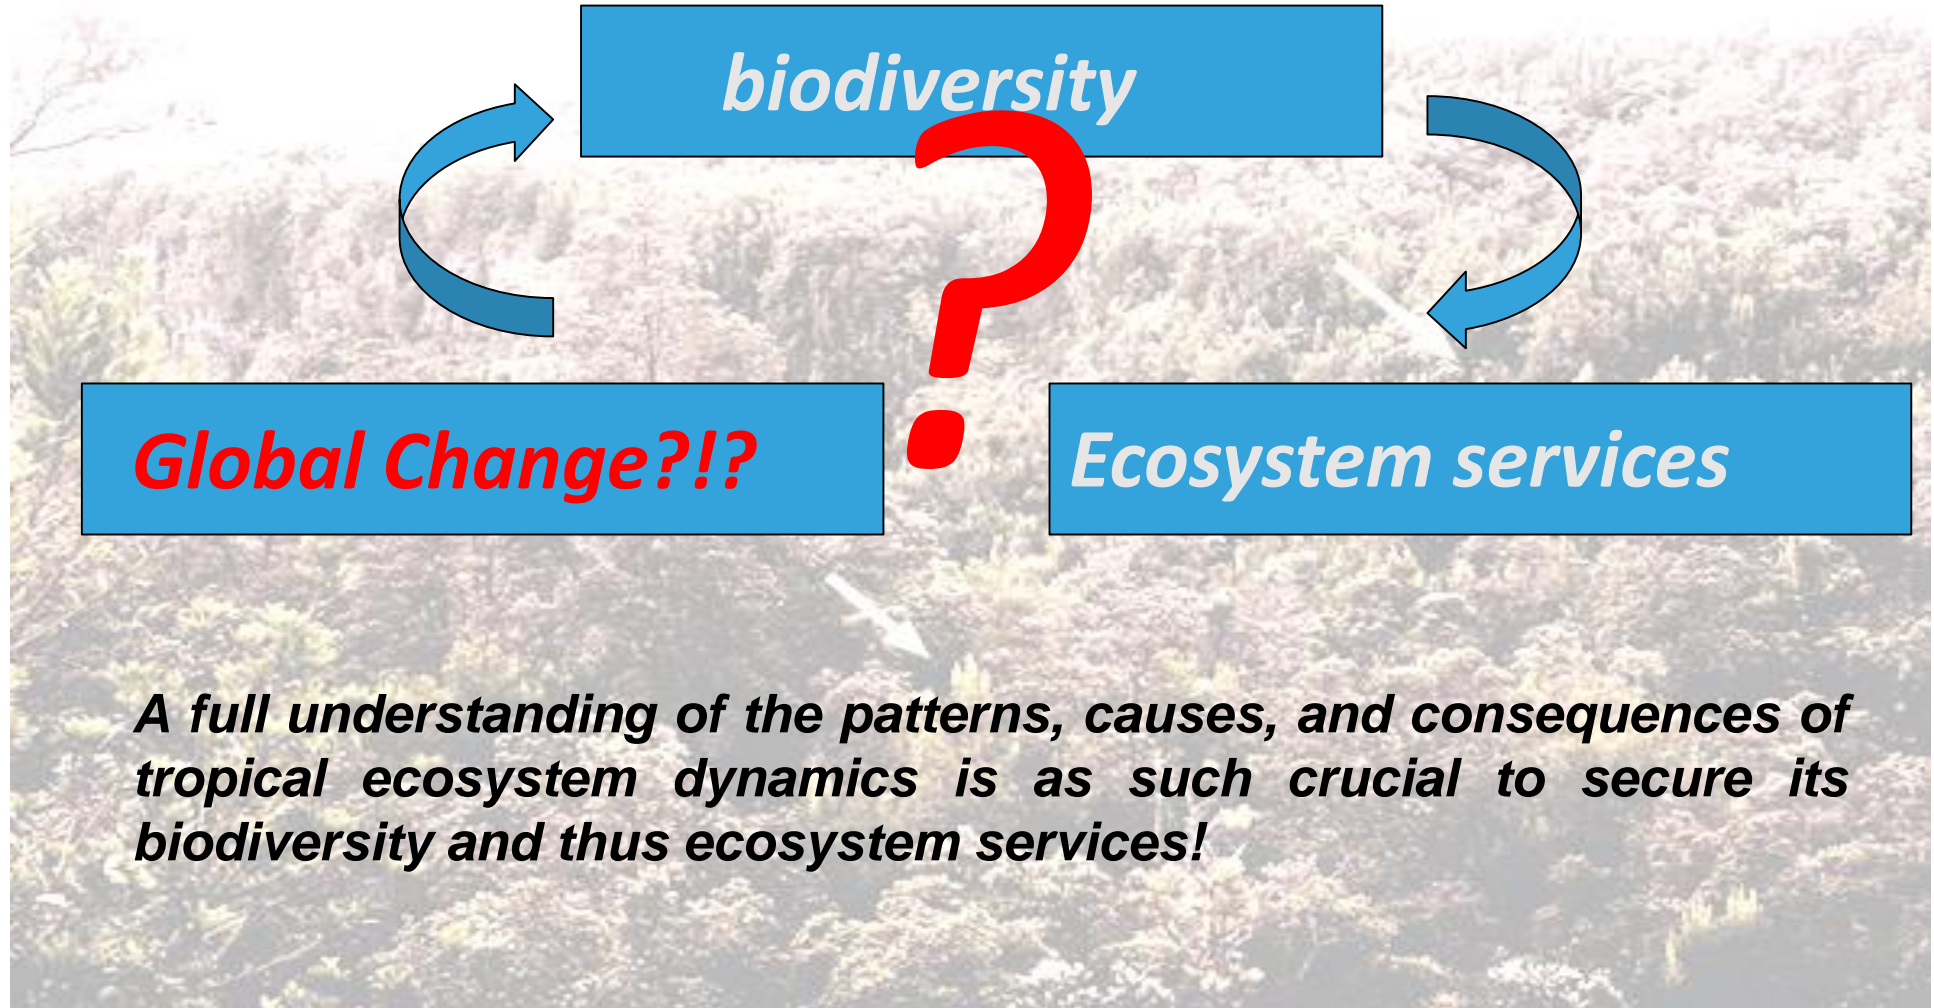 biodiversity
?
Global Change?!?
Ecosystem services
A full understanding of the patterns, causes, and consequences of
tropical ecosystem dynamics is as such crucial to secure its
biodiversity and thus ecosystem services!